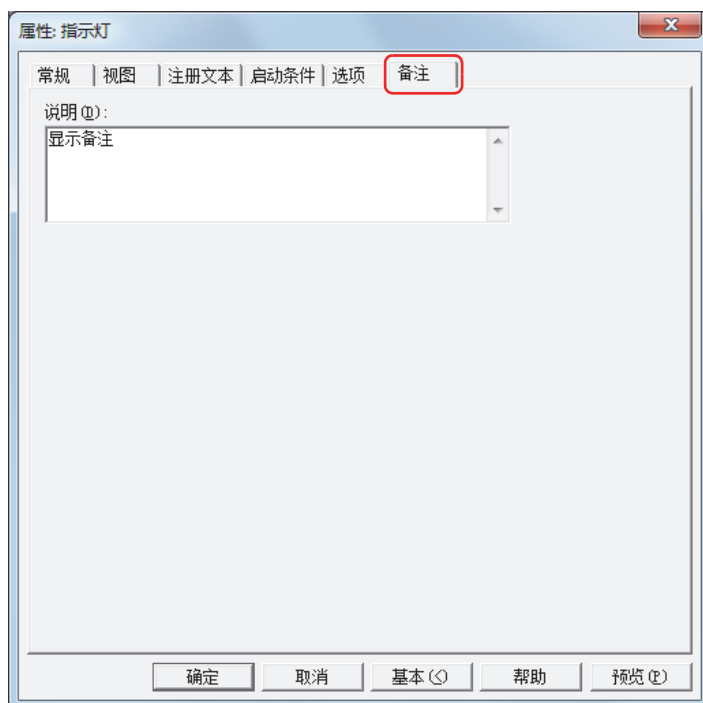 属性: 指示灯
常规 视图 注册文本 启动条件 选项 备注
说明(D):
显示备注
确定 取消 基本(<) 帮助 预览(P)